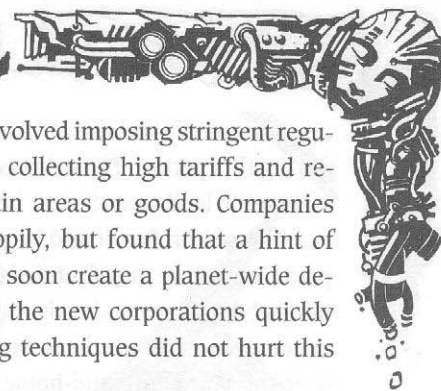 volved imposing stringent regu-
collecting high tariffs and re-
in areas or goods. Companies
ppily, but found that a hint of
soon create a planet-wide de-
the new corporations quickly
g techniques did not hurt this